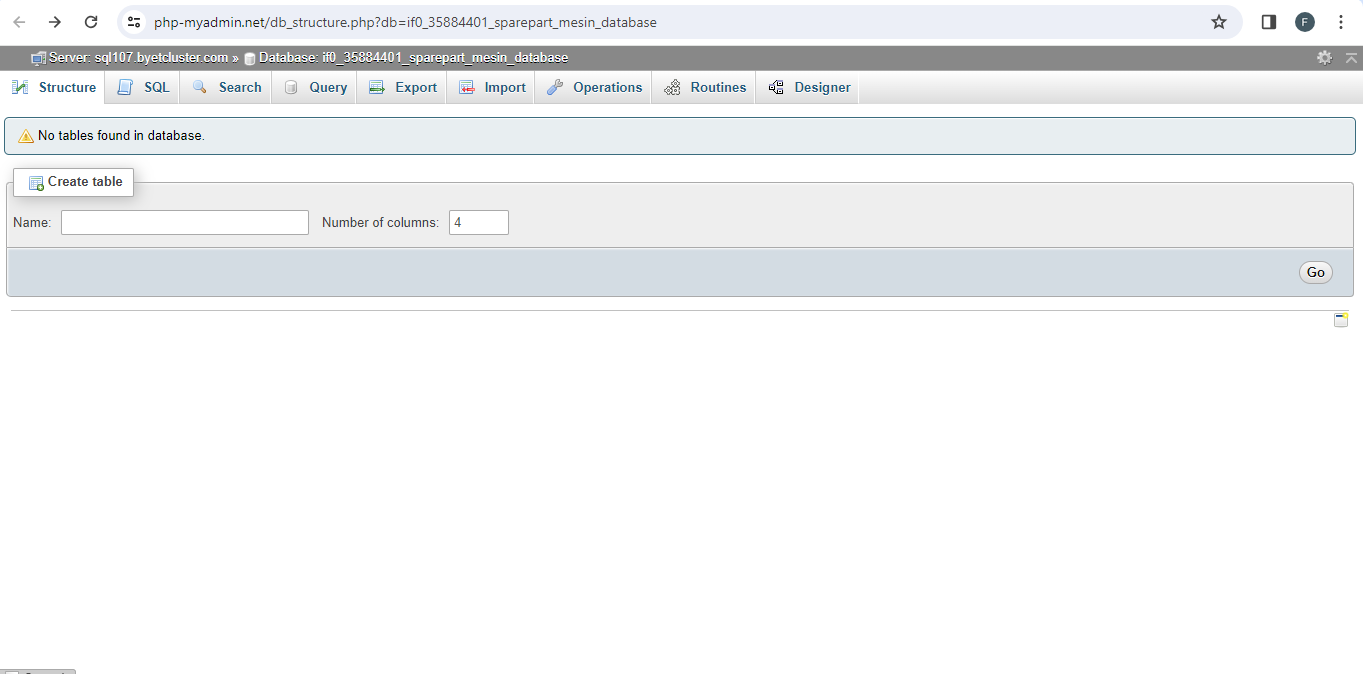 php-myadmin.net/db_structure.php?db=if0_35884401_sparepart_mesin_database
F
Server: sql107.byetcluster.com » Database: if0_35884401_sparepart_mesin_database
Structure SQL Search Query Export Import Operations Routines Designer
No tables found in database.
Create table
Name: Number of columns: 4
Go